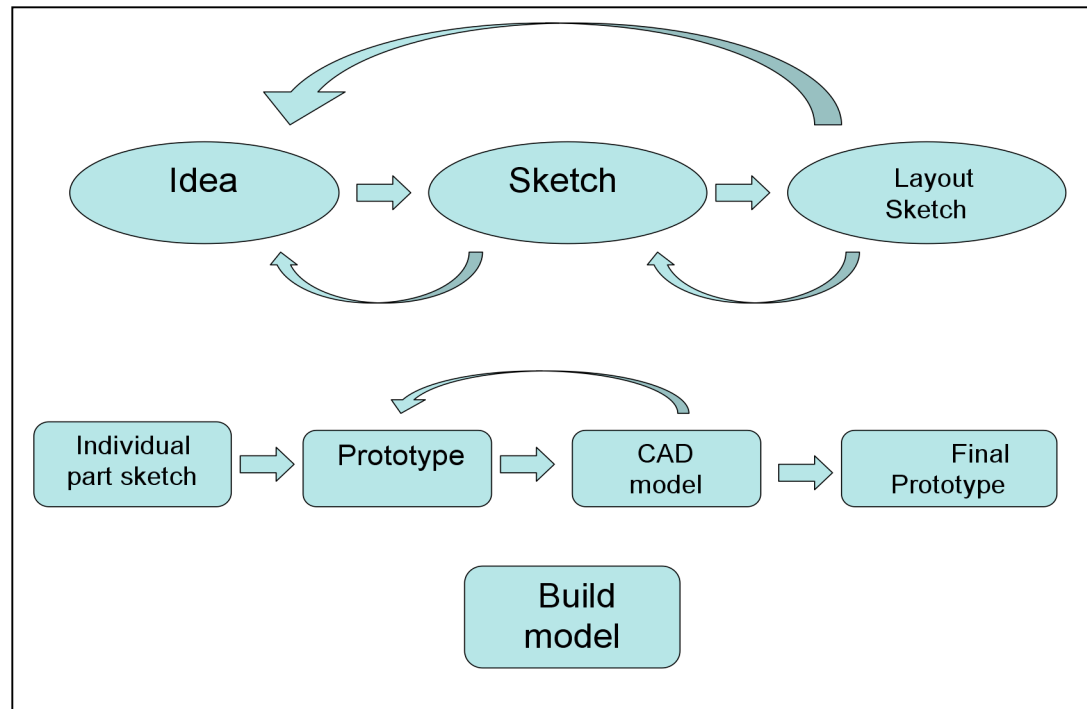 Idea
Sketch
Layout
Sketch
Individual
part sketch
Prototype
CAD
model
Final
Prototype
Build
model